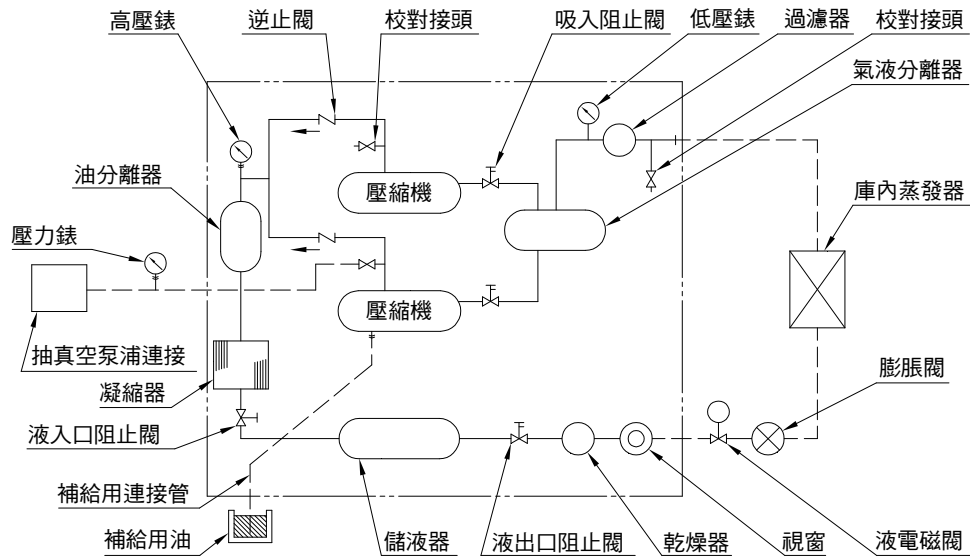 高壓錶
逆止閥
校對接頭
吸入阻止閥
低壓錶
過濾器
校對接頭
氣液分離器
油分離器
壓縮機
庫內蒸發器
壓力錶
壓縮機
抽真空泵浦連接
凝縮器
膨脹閥
液入口阻止閥
補給用連接管
補給用油
儲液器
液出口阻止閥
乾燥器
視窗
液電磁閥